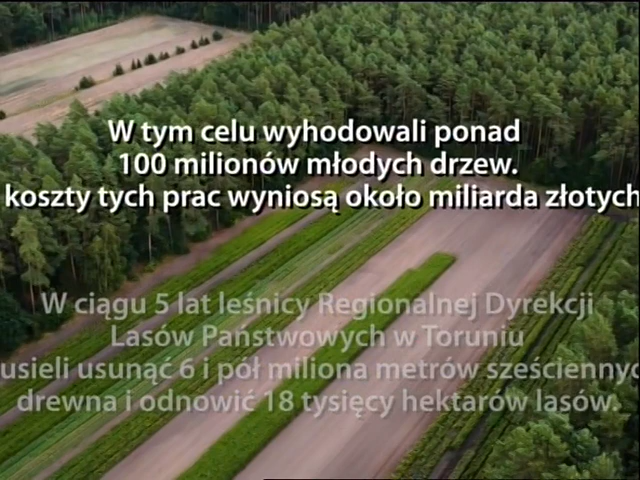 W tym celu wyhodowali ponad
100 milionów młodych drzew.
koszty tych prac wyniosą około miliarda złotych
W ciągu 5 lat leśnicy Regionalnej Dyrekcji
Lasów Państwowych w Toruniu
usieli usunąć 6 i pół miliona metrów sześciennyc
drewna i odnowić 18 tysięcy hektarów lasów.